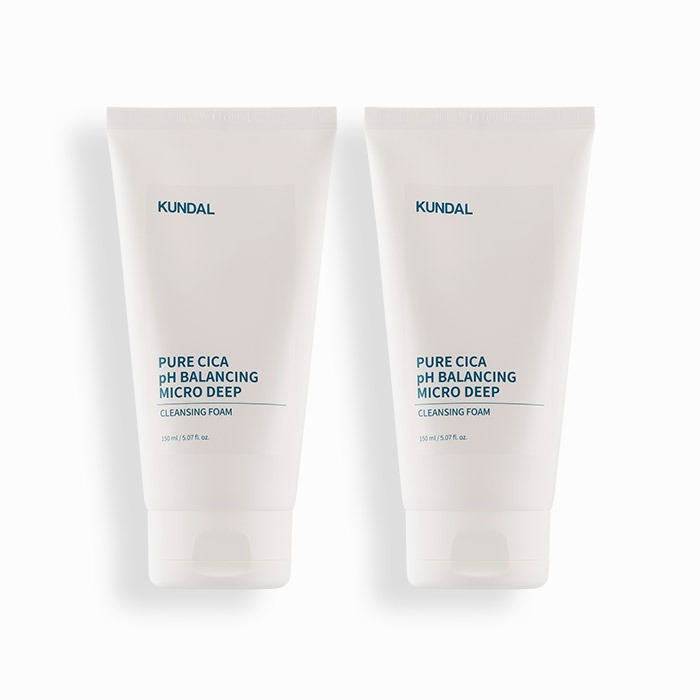 KUNDAL
PURE CICA
pH BALANCING
MICRO DEEP
CLEANSING FOAM
150 ml / 5.07 fl. oz.
KUNDAL
PURE CICA
pH BALANCING
MICRO DEEP
CLEANSING FOAM
150 ml / 5.07 fl. oz.